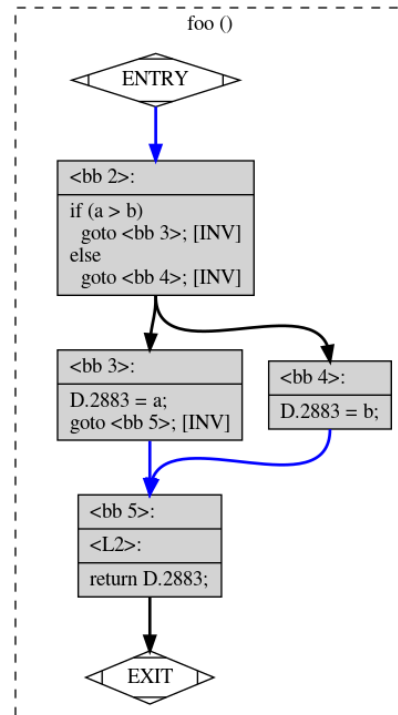 foo ()
ENTRY
<bb 2>:
if (a > b)
  goto <bb 3>; [INV]
else
  goto <bb 4>; [INV]
<bb 3>:
D.2883 = a;
goto <bb 5>; [INV]
<bb 4>:
D.2883 = b;
<bb 5>:
<L2>:
return D.2883;
EXIT